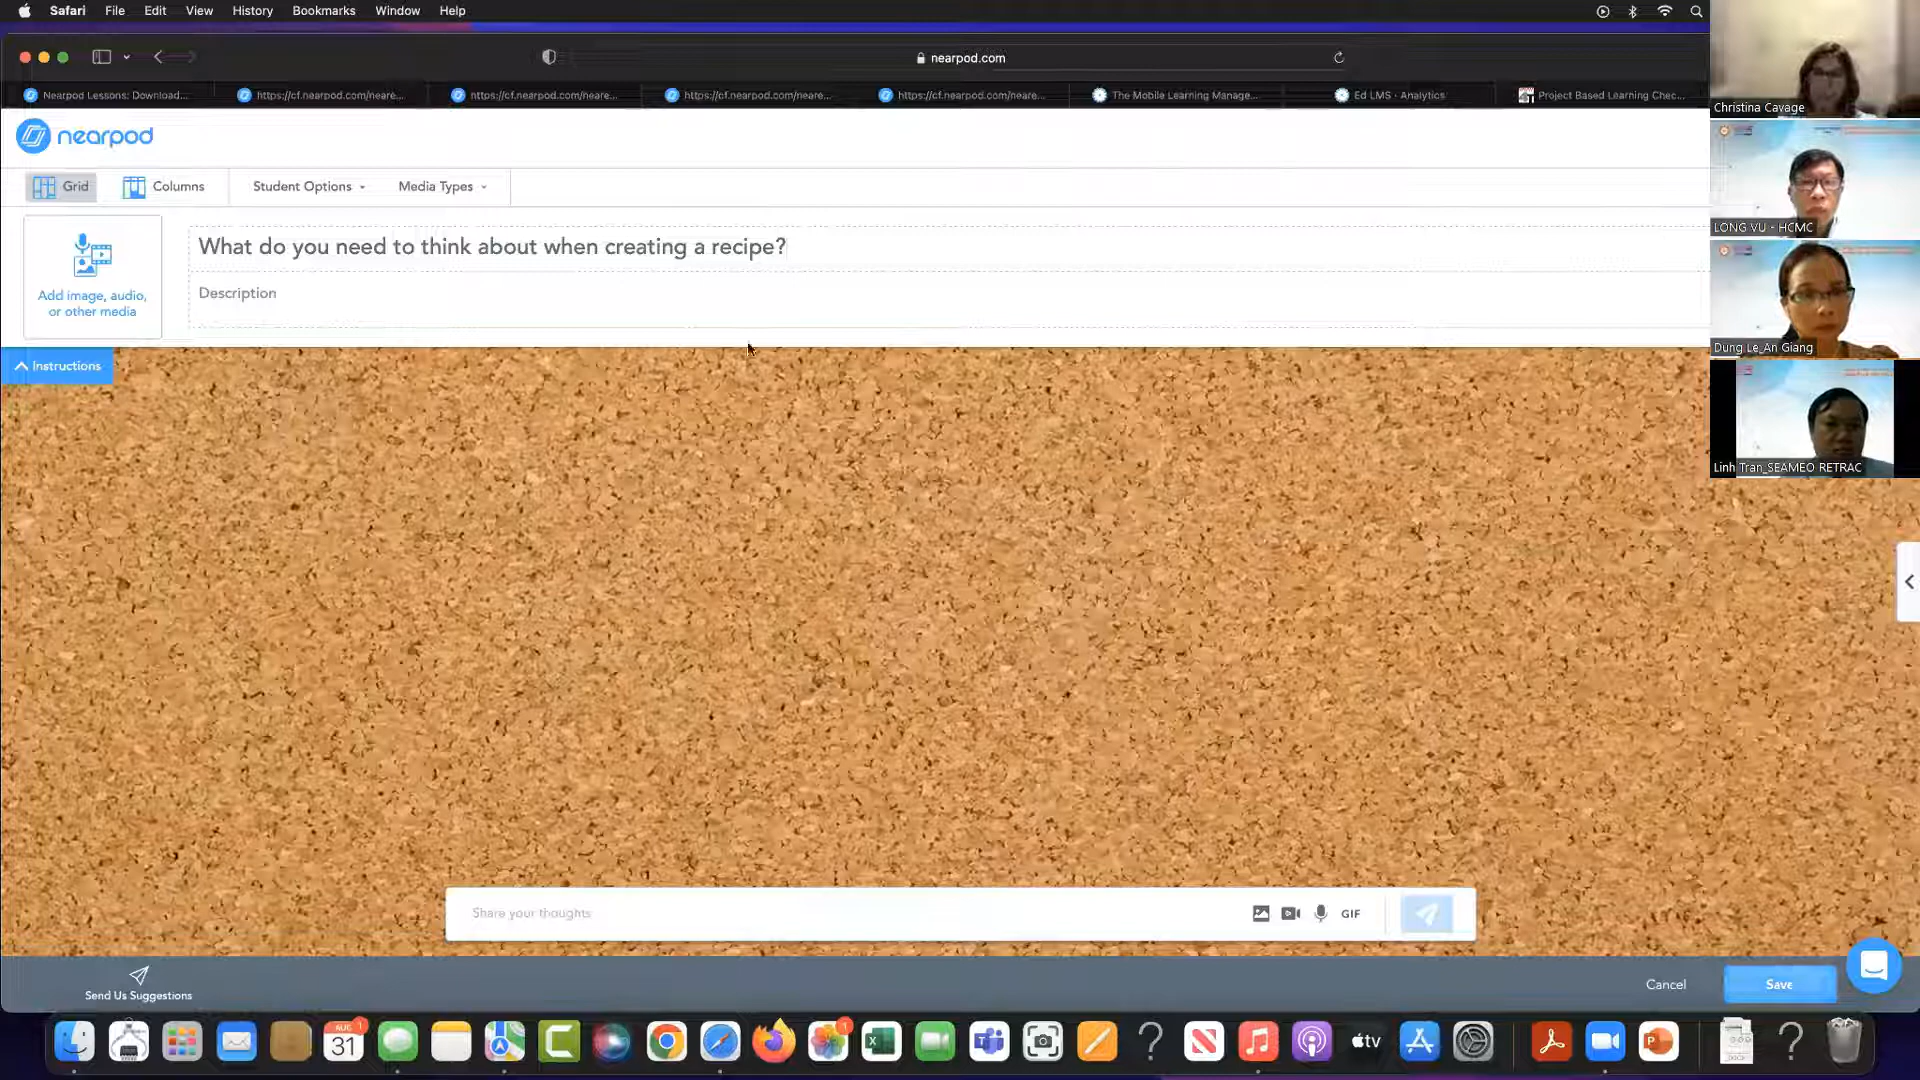 Safari File Edit View History Bookmarks Window Help
nearpod.com
Nearpod Lessons: Download... https://cf.nearpod.com/neare... https://cf.nearpod.com/neare... https://cf.nearpod.com/neare... https://cf.nearpod.com/neare... The Mobile Learning Manage... Ed LMS - Analytics Project Based Learning Chec...
nearpod
Grid Columns Student Options Media Types
What do you need to think about when creating a recipe?
Add image, audio,
or other media
Description
Instructions
Christina Cavage
LONG VU - HCMC
Dung Le_An Giang
Linh Tran_SEAMEO RETRAC
Share your thoughts GIF
Send Us Suggestions
Cancel Save
AUG 1
31
1
tv